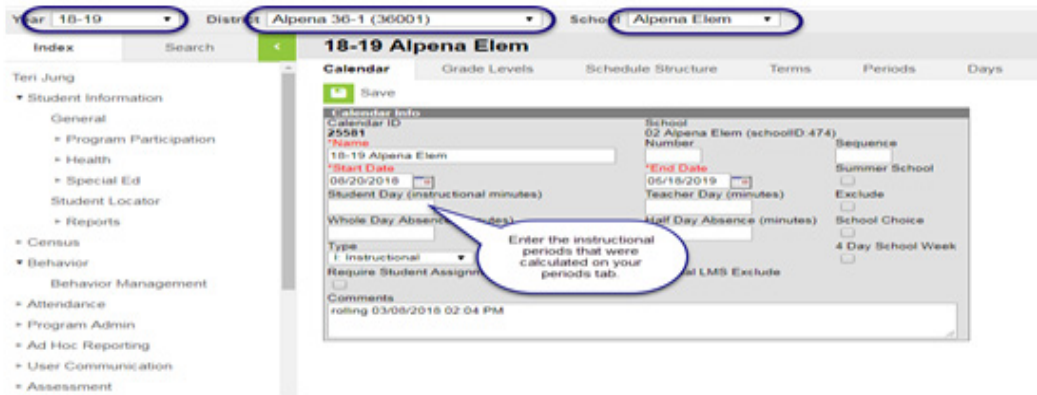 Year 18-19 District Alpena 36-1 (36001) School Alpena Elem
Index Search
18-19 Alpena Elem
Calendar Grade Levels Schedule Structure Terms Periods Days
Save
Teri Jung
Student Information
General
Program Participation
Health
Special Ed
Student Locator
Reports
Census
Behavior
Behavior Management
Attendance
Program Admin
Ad Hoc Reporting
User Communication
Assessment
Calendar Info
Calendar ID School
25581 02 Alpena Elem (schoolID:474)
*Name Number Sequence
18-19 Alpena Elem
*Start Date *End Date Summer School
08/20/2018 05/18/2019
Student Day (instructional minutes) Teacher Day (minutes) Exclude
Whole Day Absence Half Day Absence (minutes) School Choice
Type 4 Day School Week
I: Instructional
Require Student LMS Exclude
Comments
rolling 03/08/2018 02:04 PM
Enter the instructional
periods that were
calculated on your
periods tab.